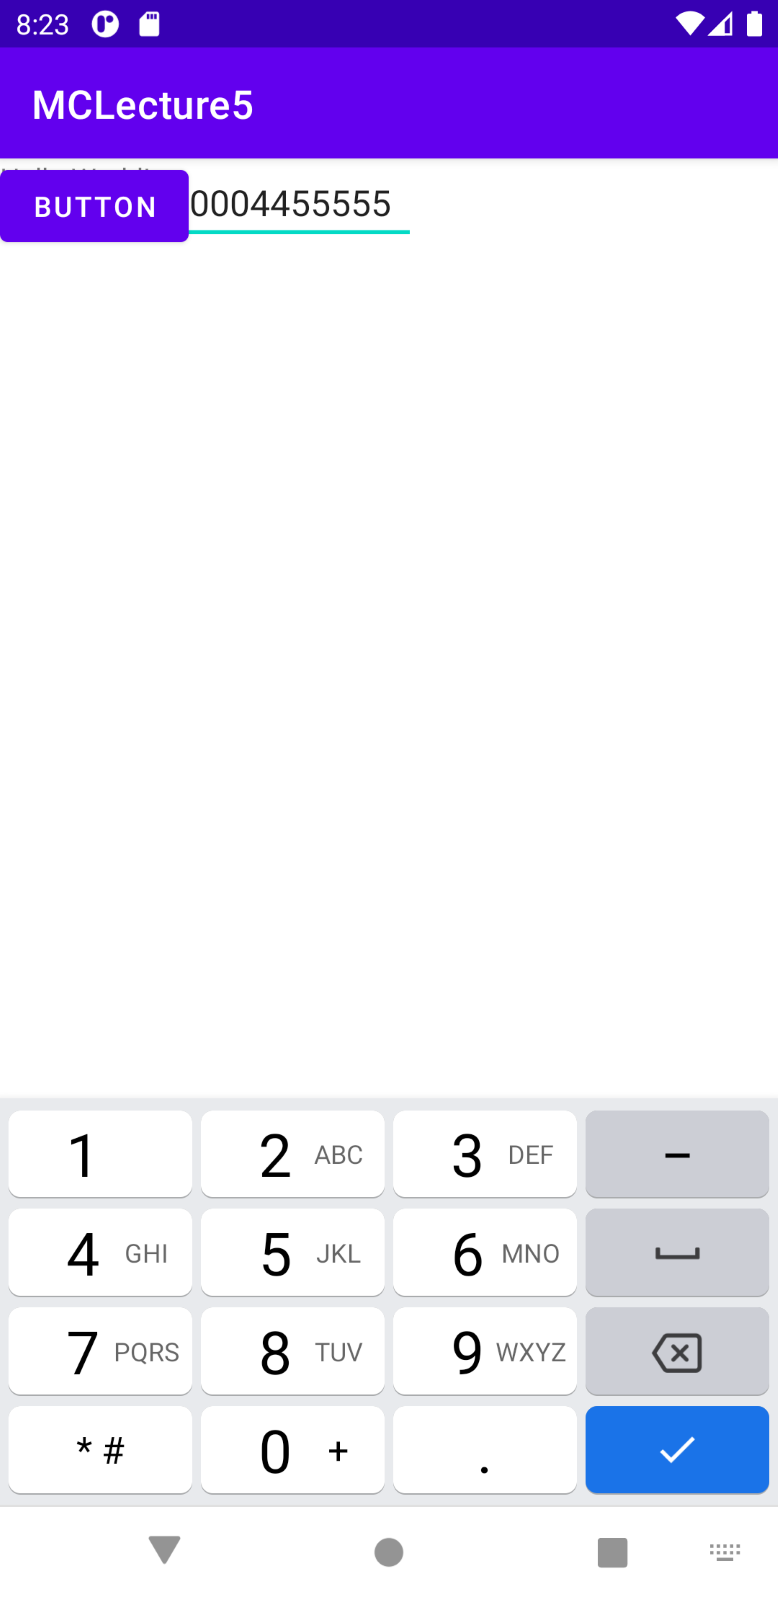 8:23
MCLecture5
BUTTON 0004455555
1 2 ABC 3 DEF –
4 GHI 5 JKL 6 MNO
7 PQRS 8 TUV 9 WXYZ
* # 0 + .